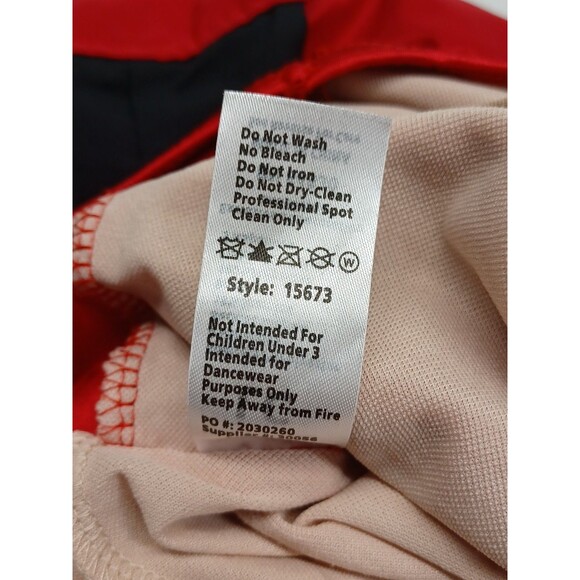 Do Not Wash
No Bleach
Do Not Iron
Do Not Dry-Clean
Professional Spot
Clean Only
W
Style: 15673
Not Intended For
Children Under 3
Intended for
Dancewear
Purposes Only
Keep Away from Fire
PO #: 2030260
Supplier #: